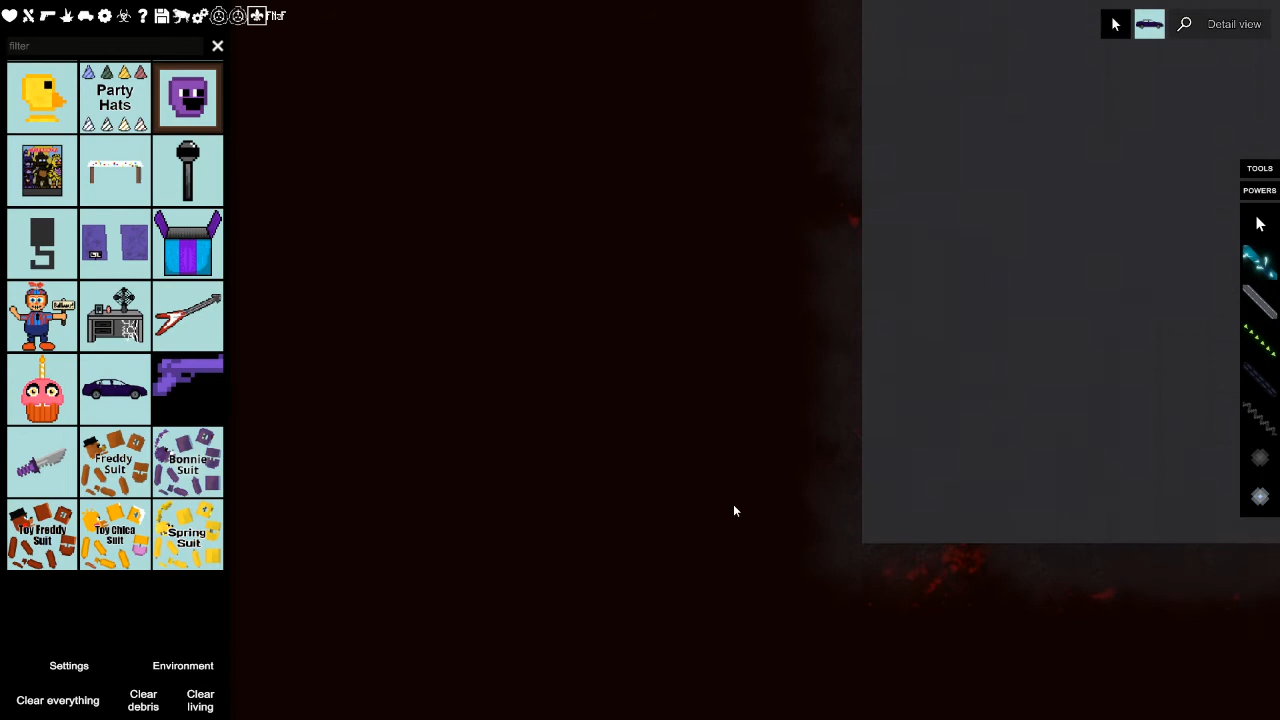 FNaF
filter
Detail view
Party
Hats
TOOLS
POWERS
Freddy
Suit
Bonnie
Suit
Toy Freddy
Suit
Toy Chica
Suit
Spring
Suit
Settings
Environment
Clear everything
Clear
debris
Clear
living